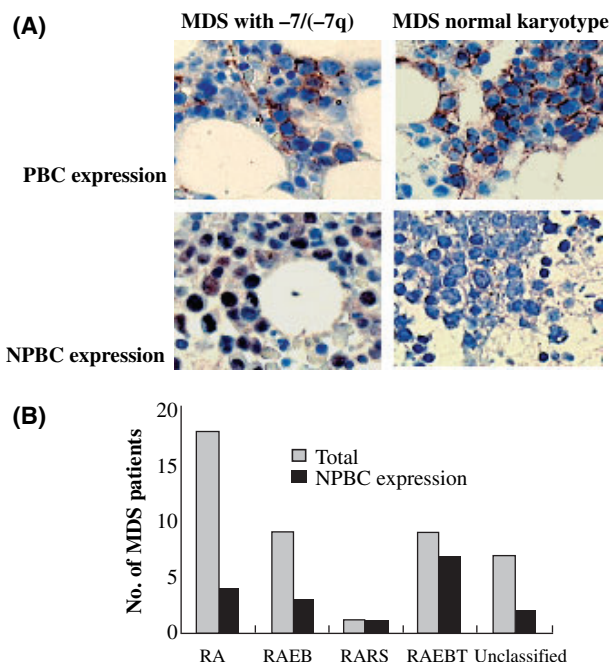 (A)
MDS with –7/(–7q)
MDS normal karyotype
PBC expression
NPBC expression
(B)
No. of MDS patients
20
15
10
5
0
Total
NPBC expression
RA
RAEB
RARS
RAEBT
Unclassified